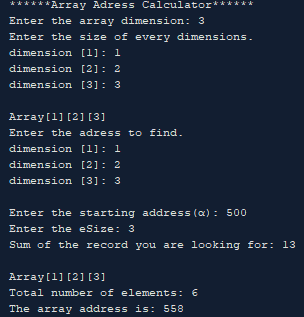 ******Array Adress Calculator******
Enter the array dimension: 3
Enter the size of every dimensions.
dimension [1]: 1
dimension [2]: 2
dimension [3]: 3
Array[1][2][3]
Enter the adress to find.
dimension [1]: 1
dimension [2]: 2
dimension [3]: 3
Enter the starting address(α): 500
Enter the eSize: 3
Sum of the record you are looking for: 13
Array[1][2][3]
Total number of elements: 6
The array address is: 558